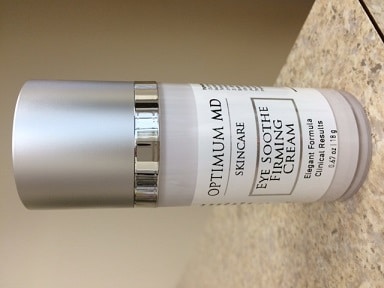 OPTIMUM MD
SKINCARE
EYE SOOTHE
FIRMING
CREAM
Elegant Formula
Clinical Results
0.67 oz | 18 g